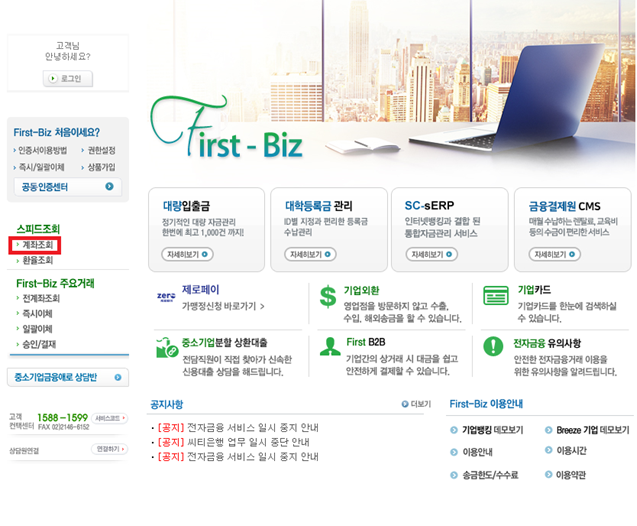 고객님
안녕하세요?
로그인
First-Biz 처음이세요?
인증서이용방법
권한설정
즉시/일괄이체
상품가입
공동인증센터
스피드조회
계좌조회
환율조회
First-Biz 주요거래
전계좌조회
즉시이체
일괄이체
승인/결재
중소기업금융애로 상담반
고객
컨택센터
1588-1599
FAX 02)2146-6152
서비스코드
상담원연결
연결하기
First - Biz
대량입출금
정기적인 대량 자금관리
한번에 최고 1,000건 까지!
자세히보기
대학등록금 관리
ID별 지정과 편리한 등록금
수납관리
자세히보기
SC-sERP
인터넷뱅킹과 결합 된
통합자금관리 서비스
자세히보기
금융결제원 CMS
매월 수납하는 렌탈료, 교육비
등의 수금이 편리한 서비스
자세히보기
zero
제로페이
가맹점신청 바로가기 >
기업외환
영업점을 방문하지 않고 수출,
수입, 해외송금을 할 수 있습니다.
기업카드
기업카드를 한눈에 검색하실
수 있습니다.
중소기업분할 상환대출
전담직원이 직접 찾아가 신속한
신용대출 상담을 해드립니다.
First B2B
기업간의 상거래 시 대금을 쉽고
안전하게 결제할 수 있습니다.
전자금융 유의사항
안전한 전자금융거래 이용을
위한 유의사항을 알려드립니다.
공지사항
더보기
[공지] 전자금융 서비스 일시 중지 안내
[공지] 씨티은행 업무 일시 중단 안내
[공지] 전자금융 서비스 일시 중지 안내
First-Biz 이용안내
기업뱅킹 데모보기
Breeze 기업 데모보기
이용안내
이용시간
송금한도/수수료
이용약관